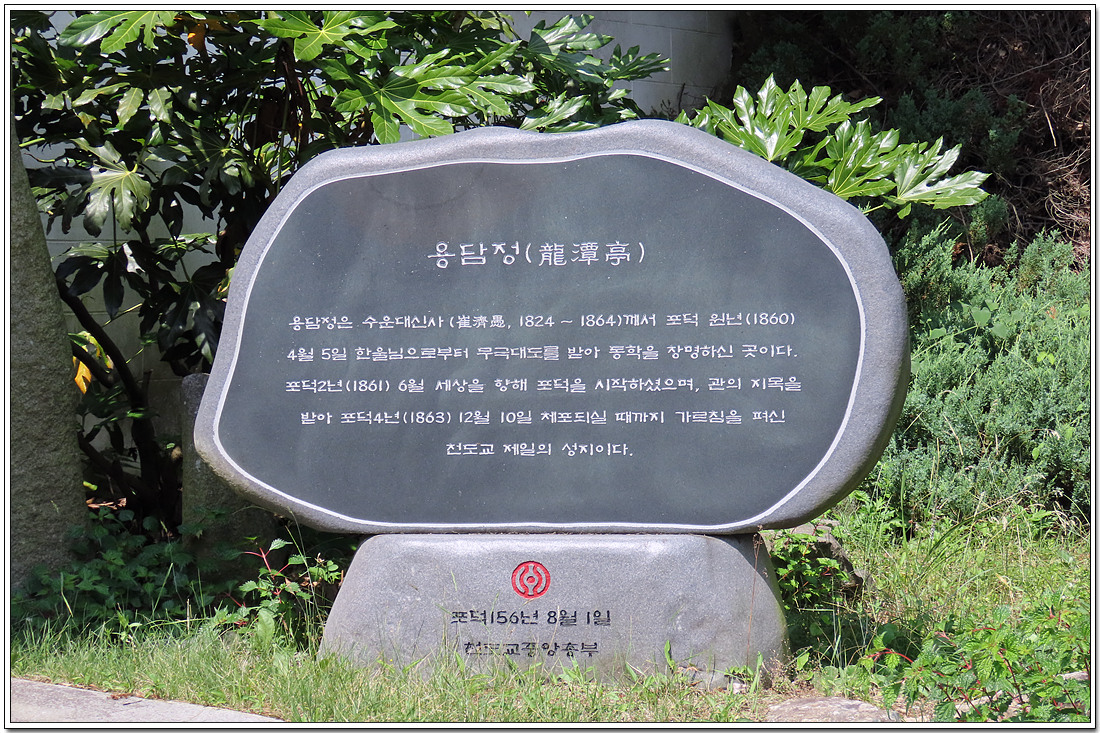 용담정(龍潭亭)
용담정은 수운대신사(崔濟愚, 1824 ~ 1864)께서 포덕 원년(1860)
4월 5일 한울님으로부터 무극대도를 받아 동학을 창명하신 곳이다.
포덕2년(1861) 6월 세상을 향해 포덕을 시작하셨으며, 관의 지목을
받아 포덕4년(1863) 12월 10일 체포되실 때까지 가르침을 펴신
천도교 제일의 성지이다.
포덕156년 8월 1일
천도교중앙총부